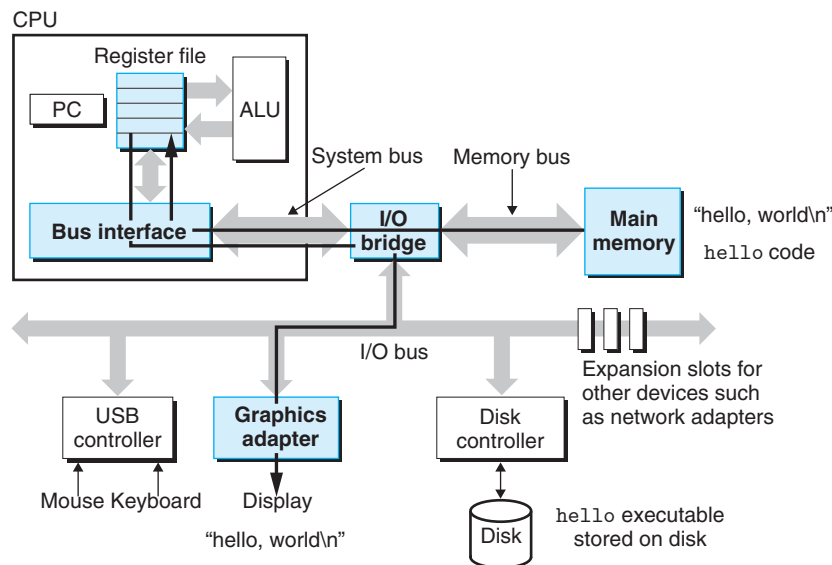 CPU
Register file
PC
ALU
System bus
Memory bus
Bus interface
I/O
bridge
Main
memory
“hello, world\n”
hello code
I/O bus
Expansion slots for
other devices such
as network adapters
USB
controller
Graphics
adapter
Disk
controller
Mouse Keyboard
Display
“hello, world\n”
Disk
hello executable
stored on disk